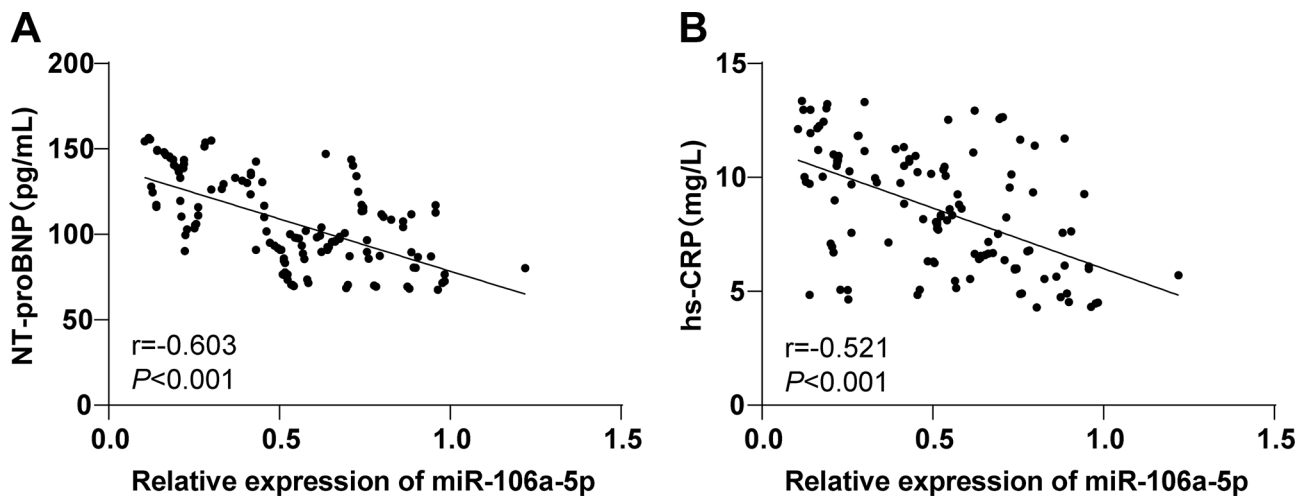 A
NT-proBNP(pg/mL)
200
150
100
50
0
r=-0.603
P<0.001
0.0 0.5 1.0 1.5
Relative expression of miR-106a-5p
B
hs-CRP(mg/L)
15
10
5
0
r=-0.521
P<0.001
0.0 0.5 1.0 1.5
Relative expression of miR-106a-5p